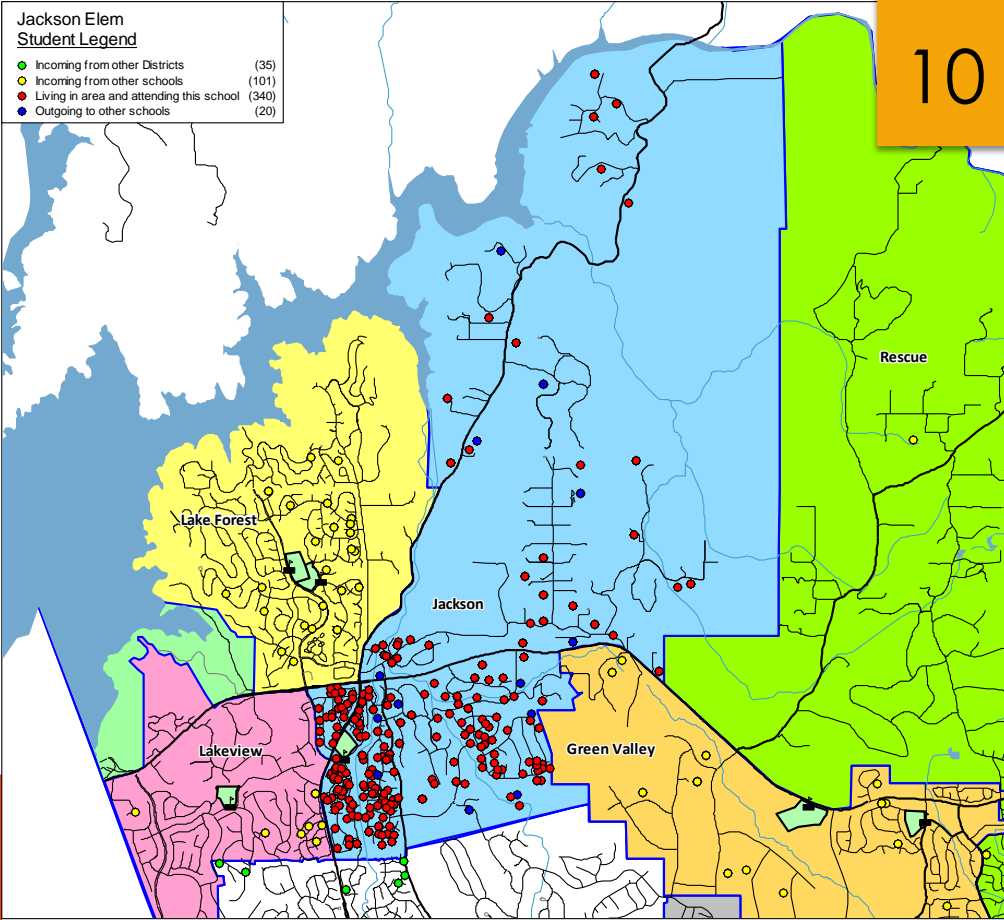 Jackson Elem
Student Legend
Incoming from other Districts (35)
Incoming from other schools (101)
Living in area and attending this school (340)
Outgoing to other schools (20)
10
Rescue
Lake Forest
Jackson
Lakeview
Green Valley